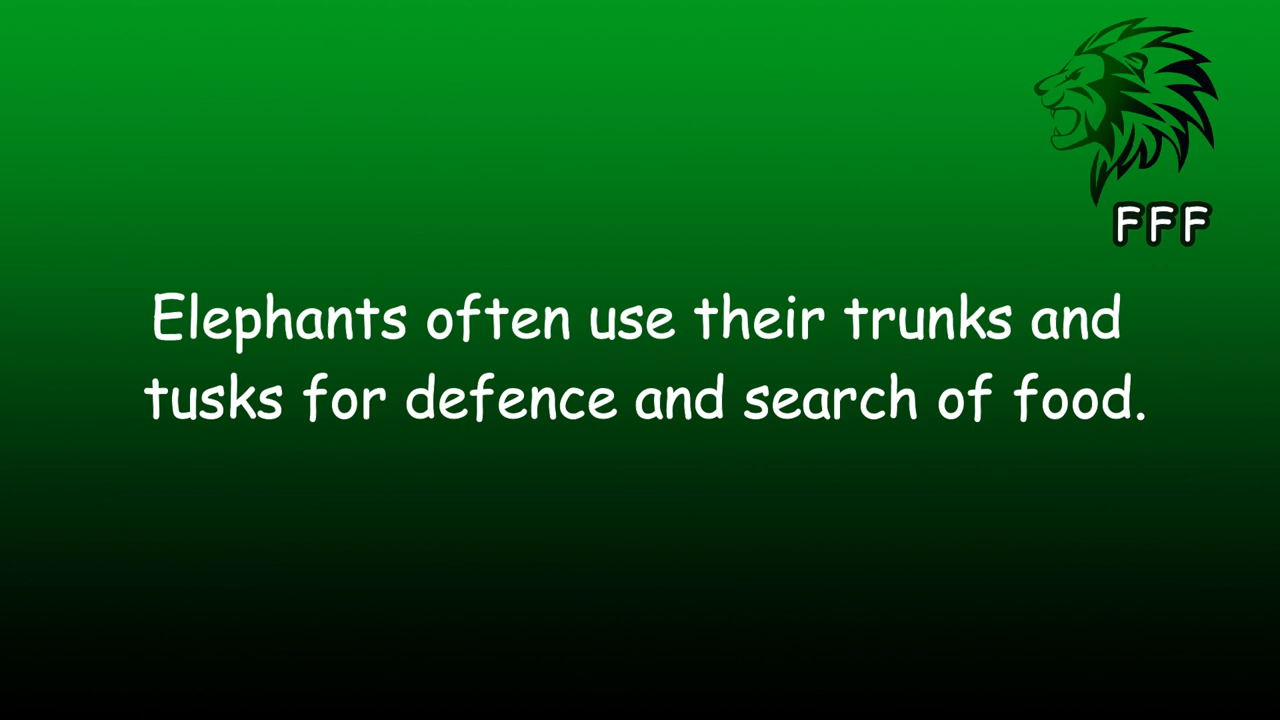 FFF
Elephants often use their trunks and
tusks for defence and search of food.